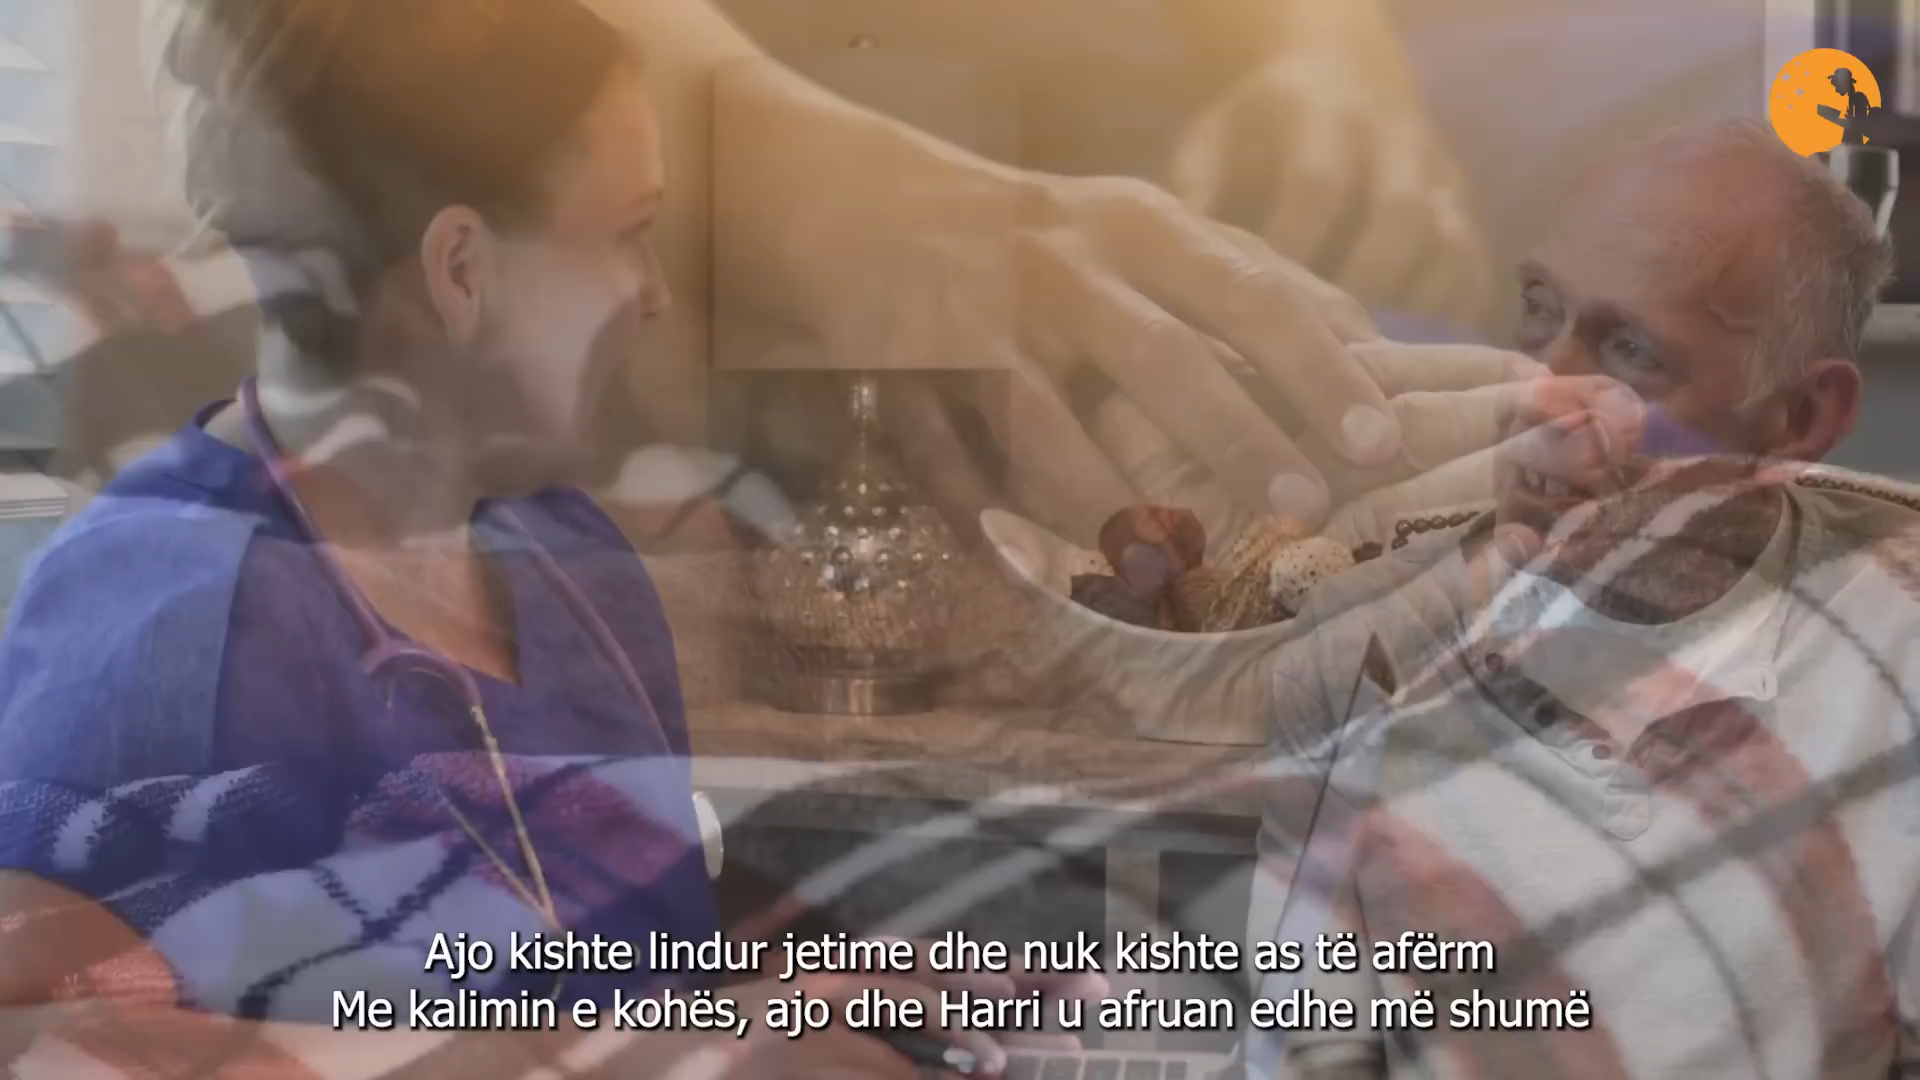 Ajo kishte lindur jetime dhe nuk kishte as të afërm
Me kalimin e kohës, ajo dhe Harri u afruan edhe më shumë